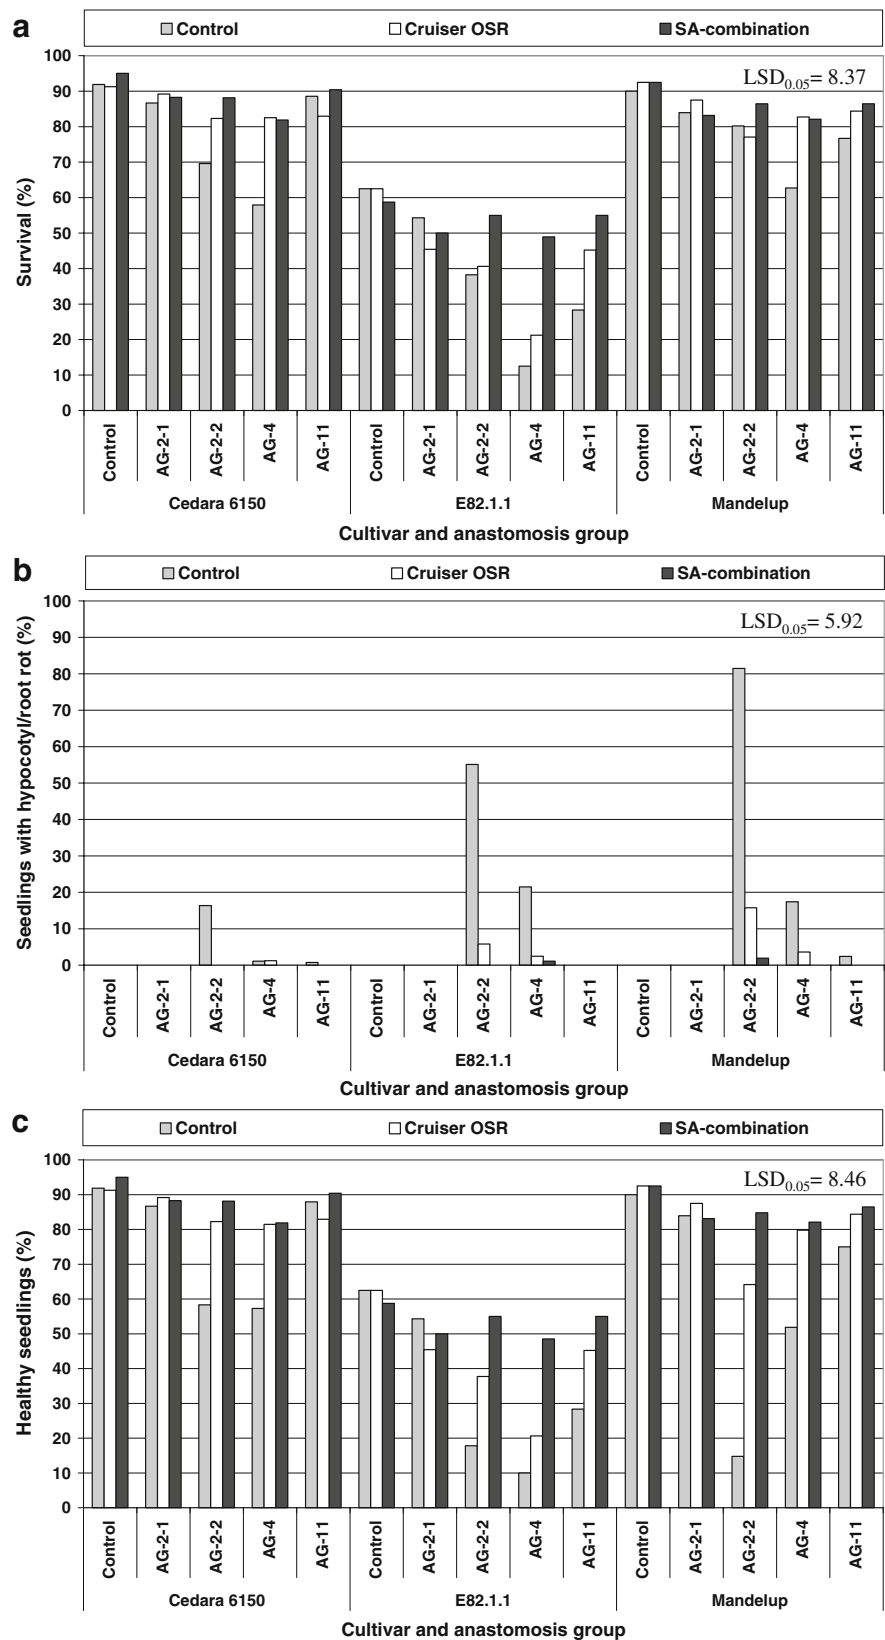 a
Control Cruiser OSR SA-combination
LSD0.05= 8.37
100
90
80
70
60
50
40
30
20
10
0
Survival (%)
Control AG-2-1 AG-2-2 AG-4 AG-11 Control AG-2-1 AG-2-2 AG-4 AG-11 Control AG-2-1 AG-2-2 AG-4 AG-11
Cedara 6150 E82.1.1 Mandelup
Cultivar and anastomosis group
b
Control Cruiser OSR SA-combination
LSD0.05= 5.92
100
90
80
70
60
50
40
30
20
10
0
Seedlings with hypocotyl/root rot (%)
Control AG-2-1 AG-2-2 AG-4 AG-11 Control AG-2-1 AG-2-2 AG-4 AG-11 Control AG-2-1 AG-2-2 AG-4 AG-11
Cedara 6150 E82.1.1 Mandelup
Cultivar and anastomosis group
c
Control Cruiser OSR SA-combination
LSD0.05= 8.46
100
90
80
70
60
50
40
30
20
10
0
Healthy seedlings (%)
Control AG-2-1 AG-2-2 AG-4 AG-11 Control AG-2-1 AG-2-2 AG-4 AG-11 Control AG-2-1 AG-2-2 AG-4 AG-11
Cedara 6150 E82.1.1 Mandelup
Cultivar and anastomosis group